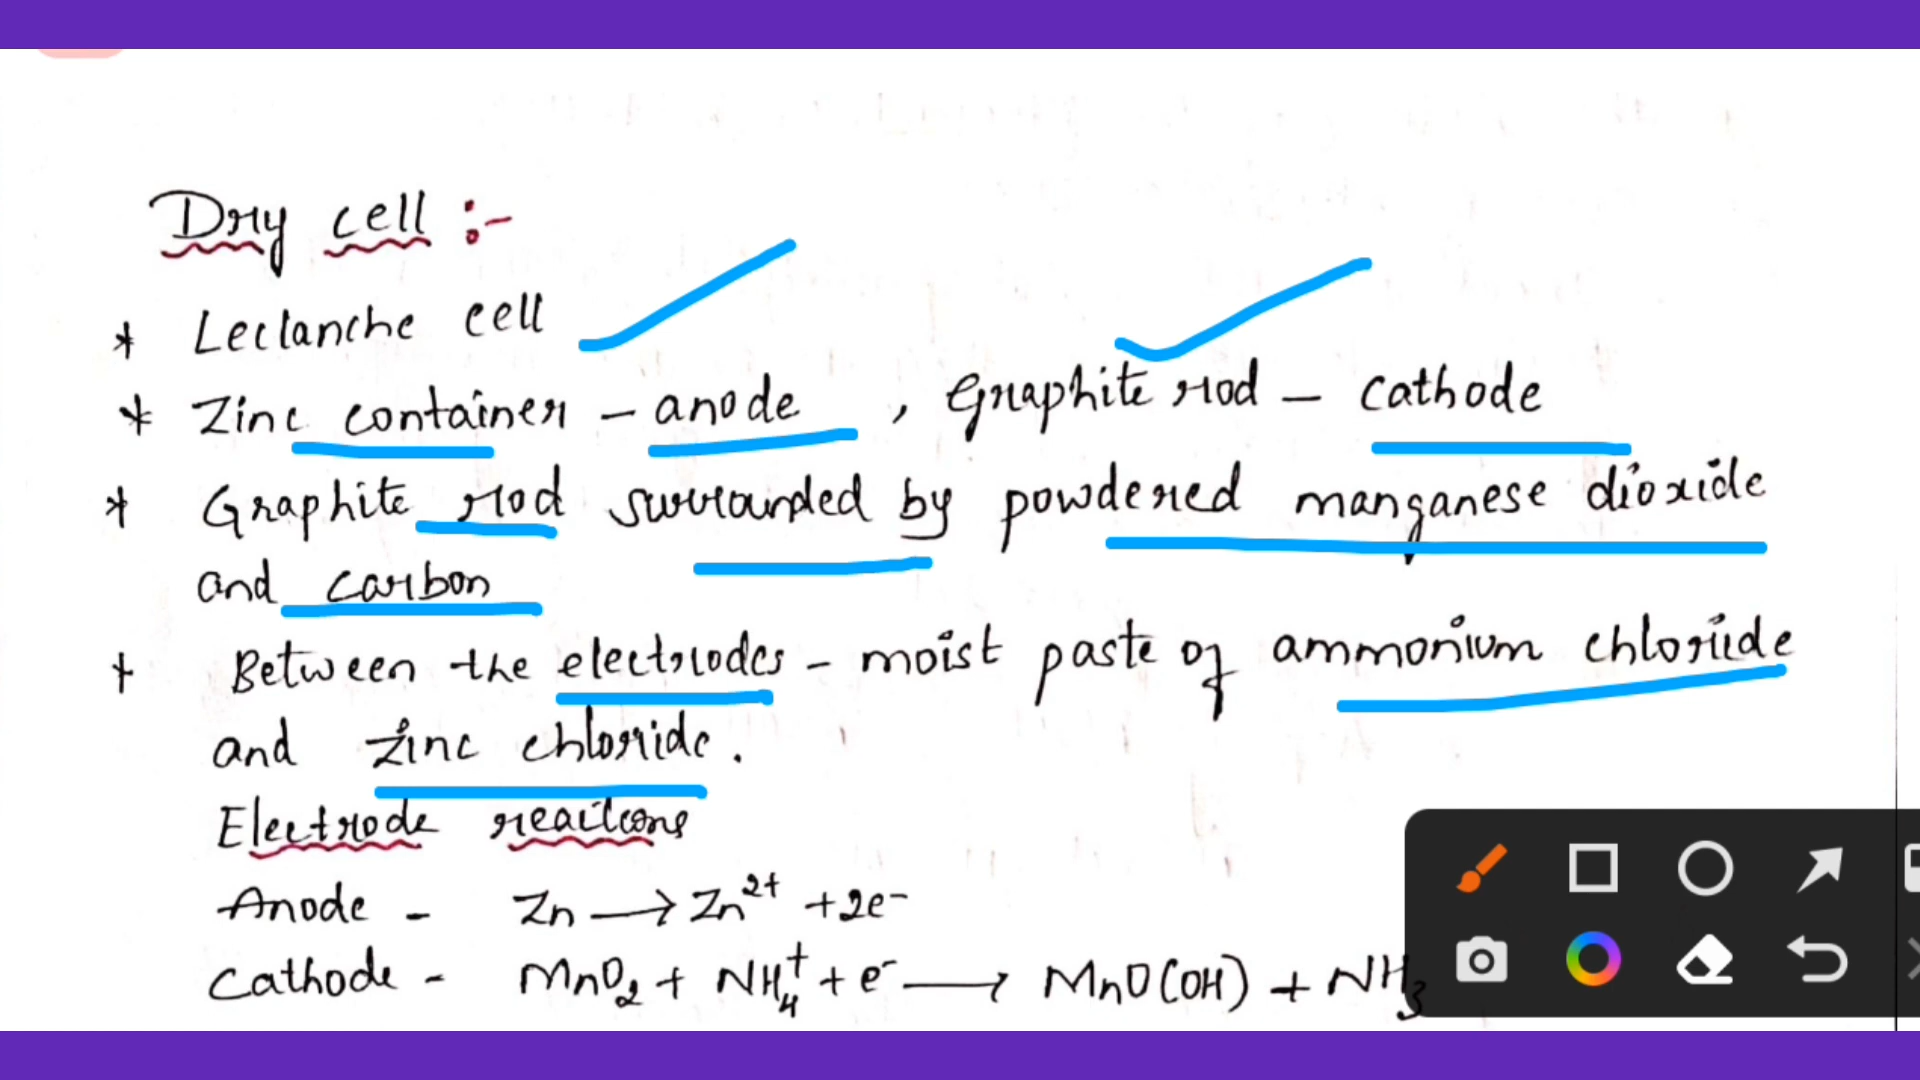 Dry cell :-
* Leclanche cell
* Zinc container - anode , Graphite rod - cathode
* Graphite rod surrounded by powdered manganese dioxide
and carbon
* Between the electrodes - moist paste of ammonium chloride
and zinc chloride.
Electrode reactions
Anode - Zn → Zn²⁺ + 2e⁻
Cathode - MnO₂ + NH₄⁺ + e⁻ → MnO(OH) + NH₃